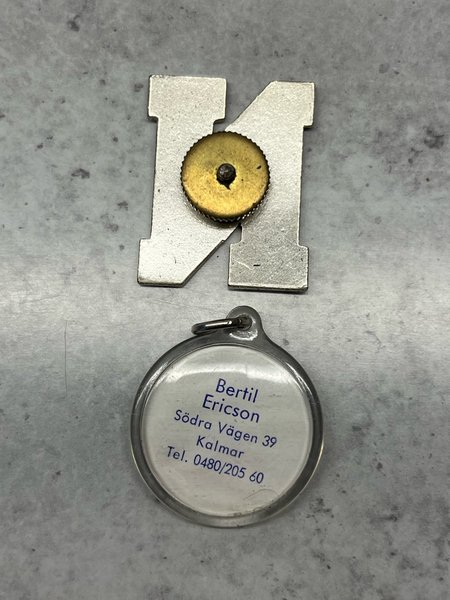 Bertil
Ericson
Södra Vägen 39
Kalmar
Tel. 0480/205 60